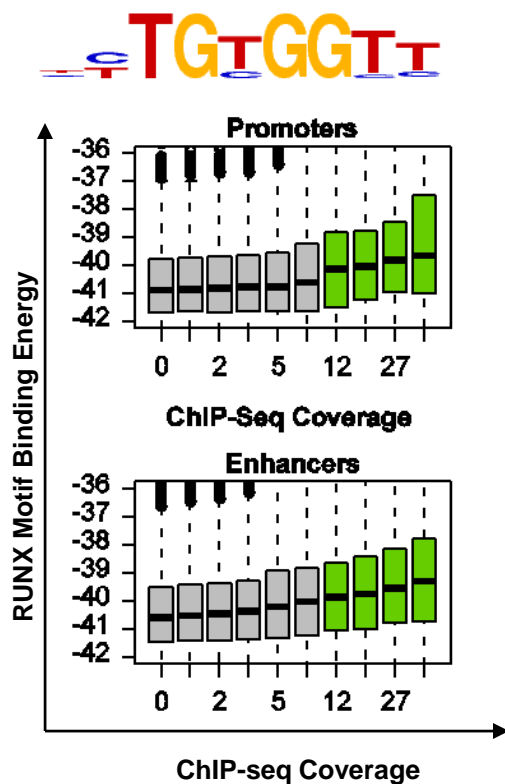 TGTGGTT
Promoters
-36
-37
-38
-39
-40
-41
-42
0 2 5 12 27
ChIP-Seq Coverage
Enhancers
-36
-37
-38
-39
-40
-41
-42
0 2 5 12 27
RUNX Motif Binding Energy
ChIP-seq Coverage